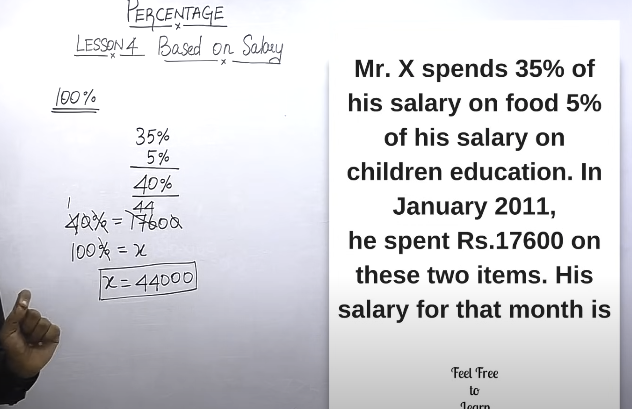 PERCENTAGE
LESSON 4 Based on Salary
100%
35%
5%
40%
1 44
40% = 17600
100% = x
x = 44000
Mr. X spends 35% of
his salary on food 5%
of his salary on
children education. In
January 2011,
he spent Rs.17600 on
these two items. His
salary for that month is
Feel Free
to
Learn